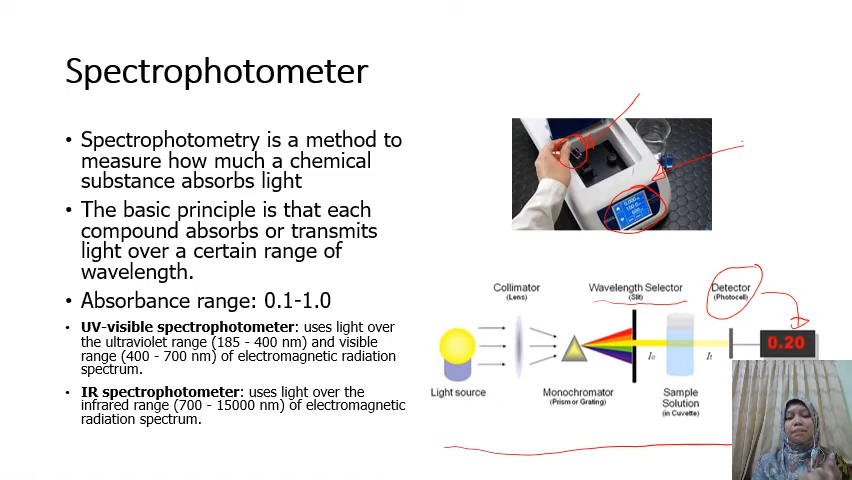 Spectrophotometer
• Spectrophotometry is a method to
measure how much a chemical
substance absorbs light
• The basic principle is that each
compound absorbs or transmits
light over a certain range of
wavelength.
• Absorbance range: 0.1-1.0
• UV-visible spectrophotometer: uses light over
the ultraviolet range (185 - 400 nm) and visible
range (400 - 700 nm) of electromagnetic radiation
spectrum.
• IR spectrophotometer: uses light over the
infrared range (700 - 15000 nm) of electromagnetic
radiation spectrum.
Collimator
(Lens)
Wavelength Selector
(Slit)
Detector
(Photocell)
0.20
I₀
Iₜ
Light source
Monochromator
(Prism or Grating)
Sample
Solution
(in Cuvette)